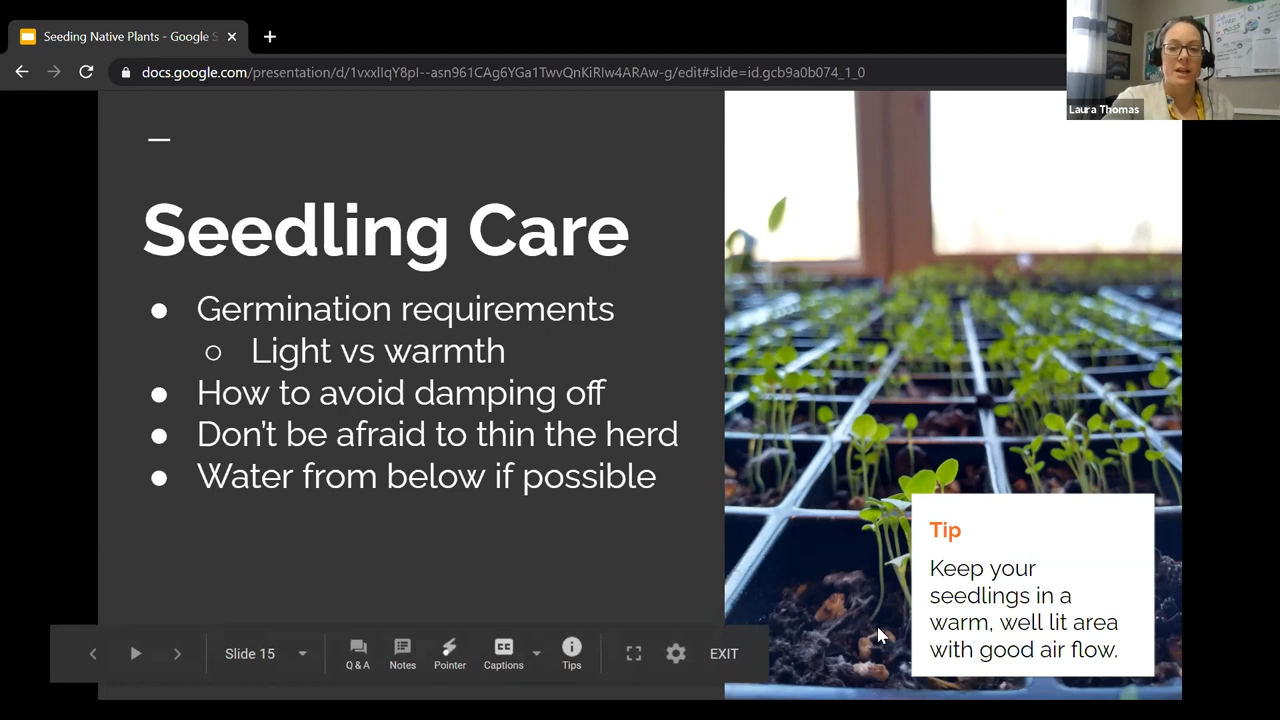 Seeding Native Plants - Google S
docs.google.com/presentation/d/1vxxlIqY8pI--asn961CAg6YGa1TwvQnKiRIw4ARAw-g/edit#slide=id.gcb9a0b074_1_0
Laura Thomas
Seedling Care
● Germination requirements
○ Light vs warmth
● How to avoid damping off
● Don't be afraid to thin the herd
● Water from below if possible
Tip
Keep your
seedlings in a
warm, well lit area
with good air flow.
Slide 15
Q & A
Notes
Pointer
CC
Captions
Tips
EXIT